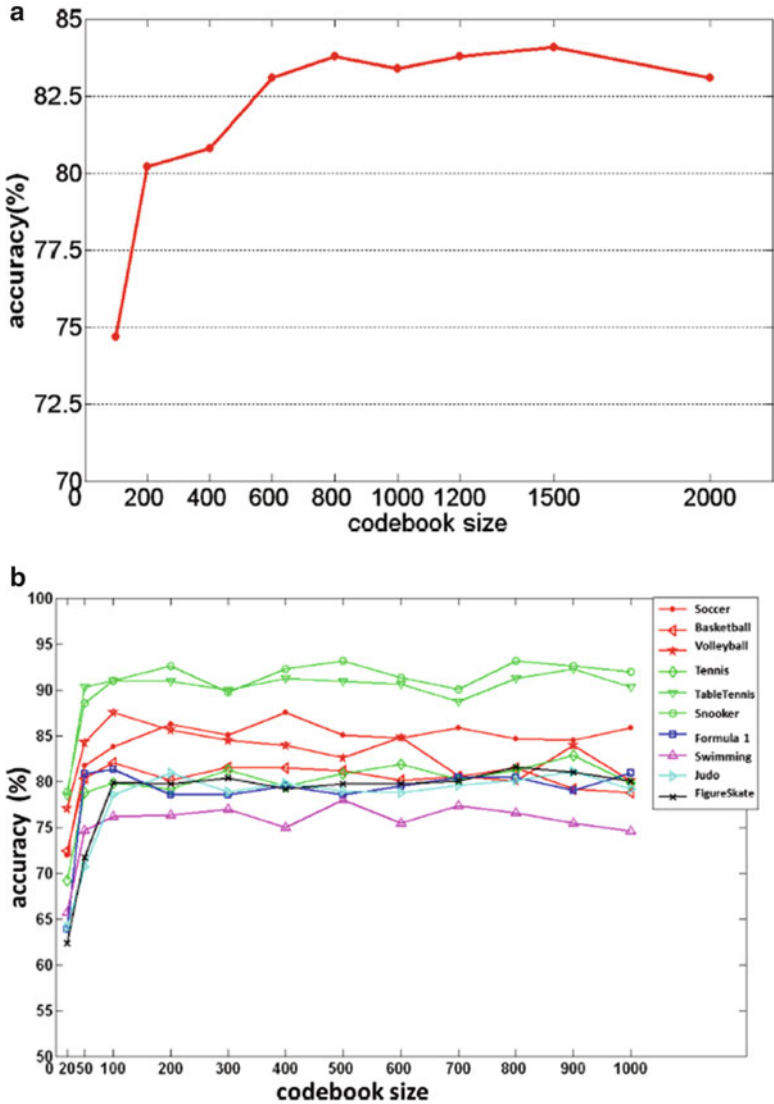 a
85
82.5
80
77.5
75
72.5
70
accuracy(%)
0 200 400 600 800 1000 1200 1500 2000
codebook size
b
100
95
90
85
80
75
70
65
60
55
50
accuracy (%)
0 20 50 100 200 300 400 500 600 700 800 900 1000
codebook size
Soccer
Basketball
Volleyball
Tennis
TableTennis
Snooker
Formula 1
Swimming
Judo
FigureSkate